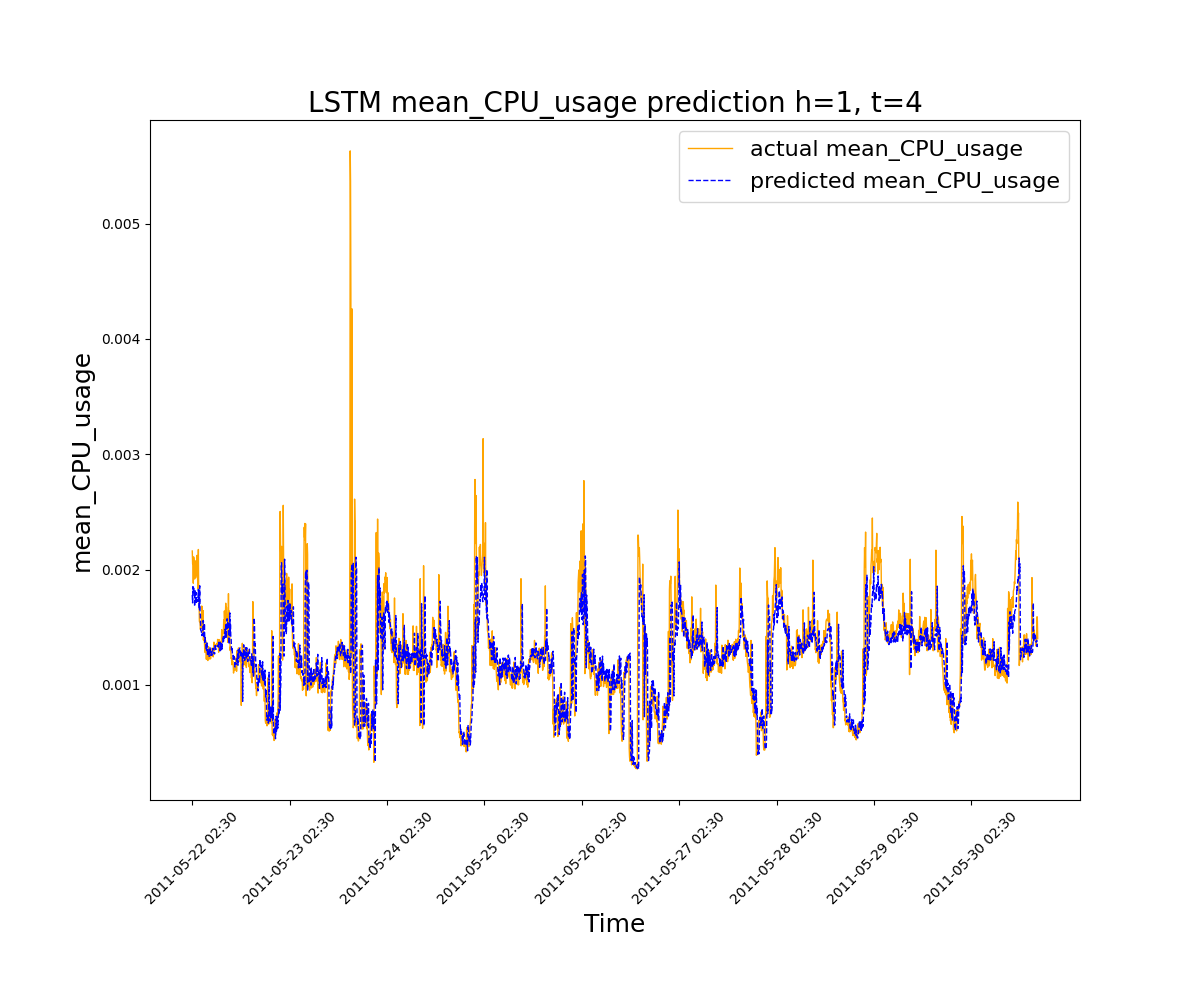 LSTM mean_CPU_usage prediction h=1, t=4
actual mean_CPU_usage
predicted mean_CPU_usage
0.005
0.004
0.003
0.002
0.001
mean_CPU_usage
2011-05-22 02:30
2011-05-23 02:30
2011-05-24 02:30
2011-05-25 02:30
2011-05-26 02:30
2011-05-27 02:30
2011-05-28 02:30
2011-05-29 02:30
2011-05-30 02:30
Time